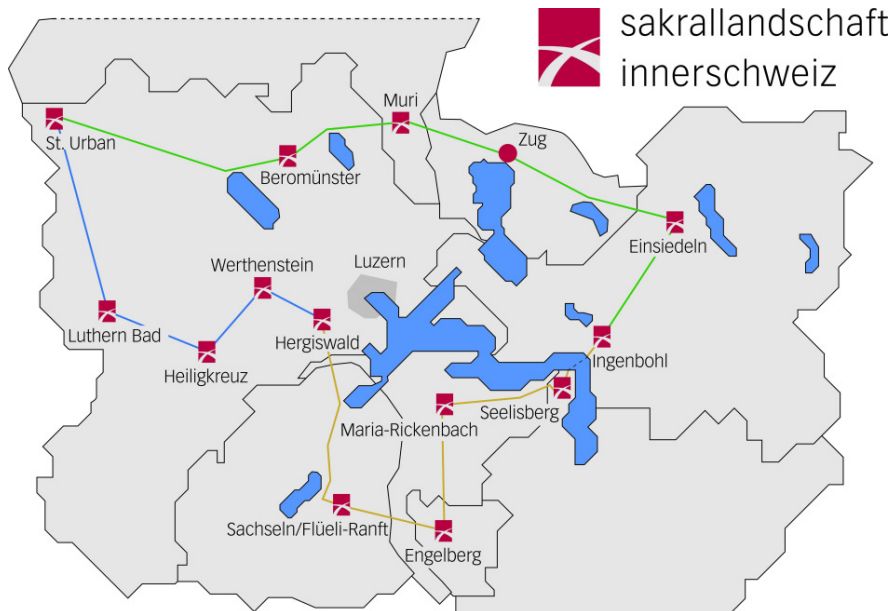 sakrallandschaft
innerschweiz
Muri
St. Urban
Zug
Beromünster
Einsiedeln
Luzern
Werthenstein
Luthern Bad
Hergiswald
Heiligkreuz
Ingenbohl
Seelisberg
Maria-Rickenbach
Sachseln/Flüeli-Ranft
Engelberg